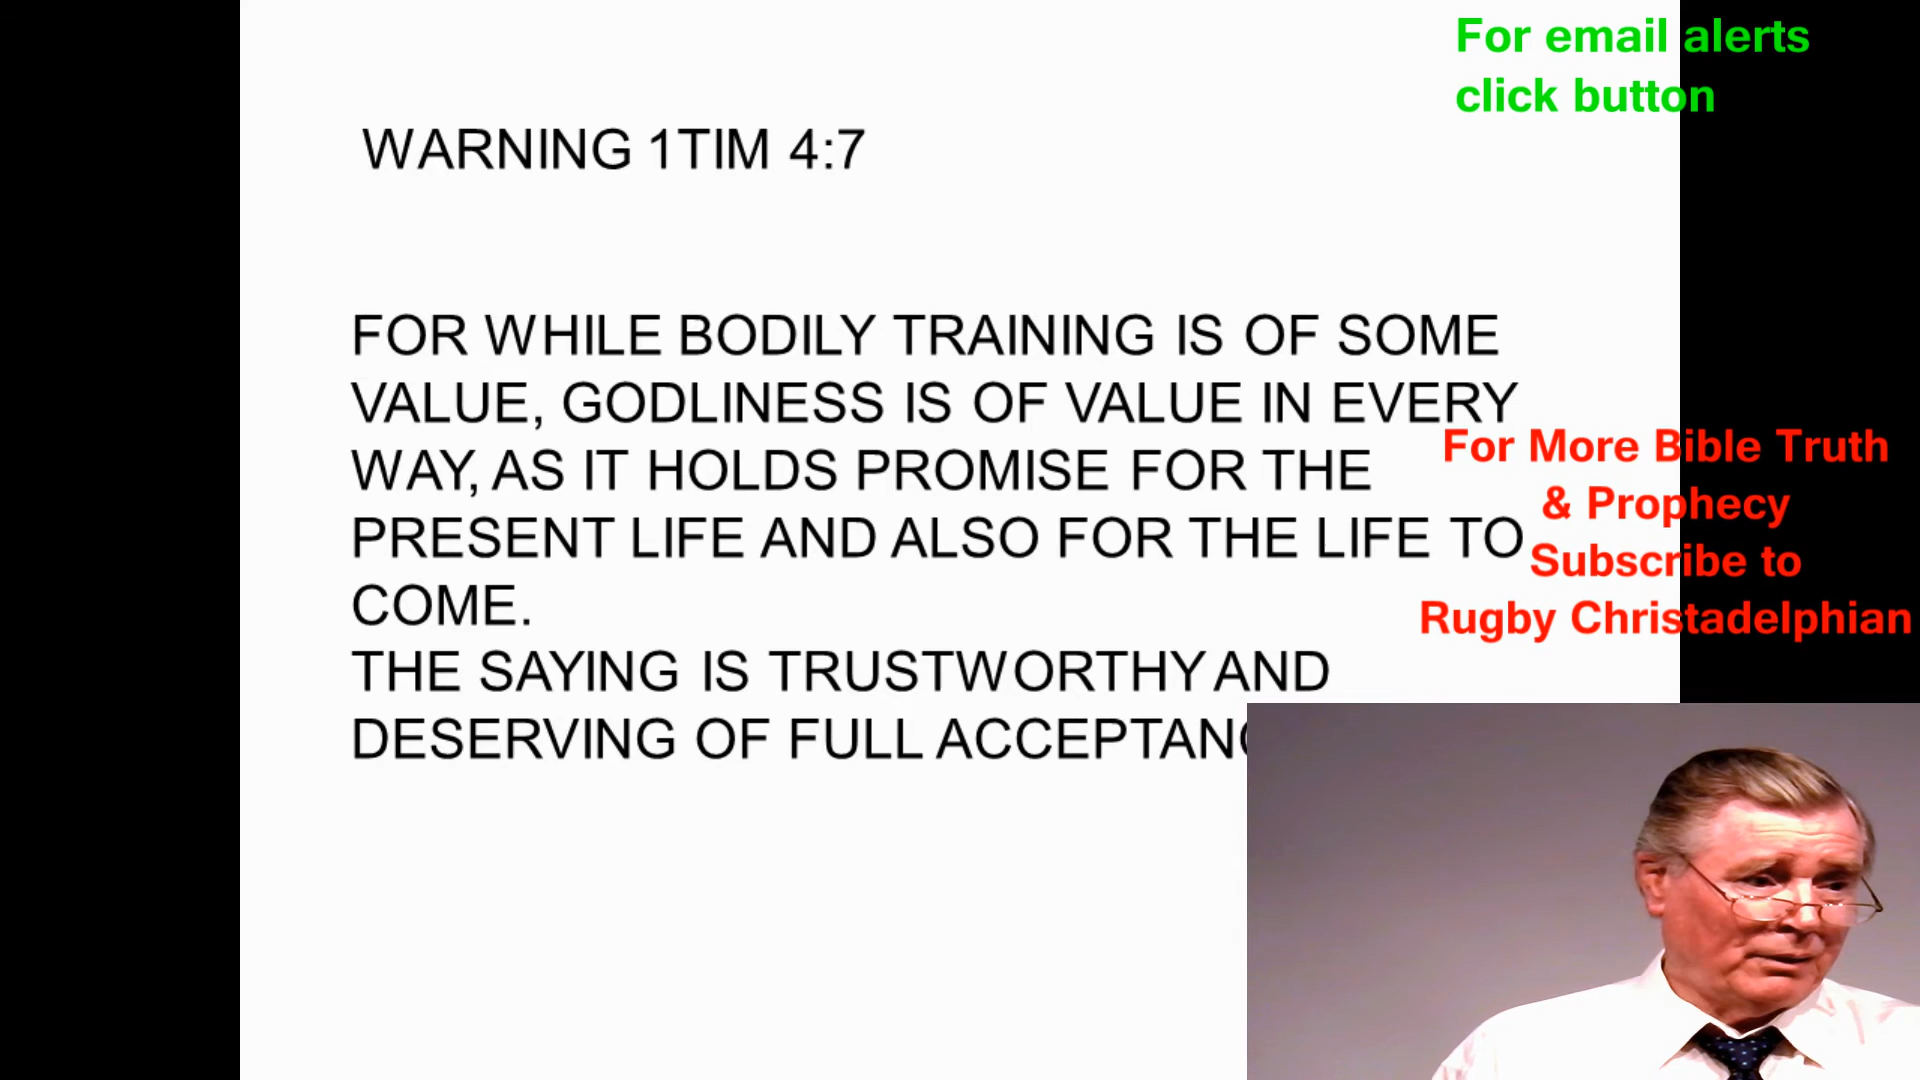 For email alerts
click button
WARNING 1TIM 4:7
FOR WHILE BODILY TRAINING IS OF SOME
VALUE, GODLINESS IS OF VALUE IN EVERY
WAY, AS IT HOLDS PROMISE FOR THE
PRESENT LIFE AND ALSO FOR THE LIFE TO
COME.
THE SAYING IS TRUSTWORTHY AND
DESERVING OF FULL
For More Bible Truth
& Prophecy
Subscribe to
Rugby Christadelphian